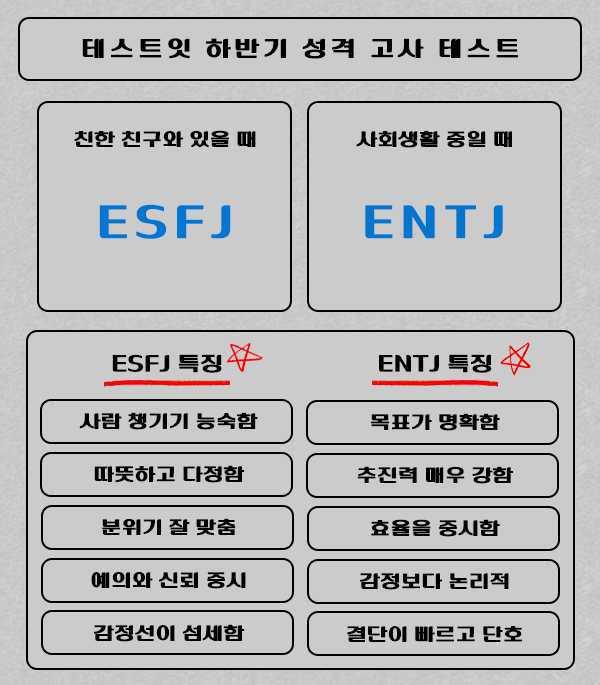 테스트잇 하반기 성격 고사 테스트
친한 친구와 있을 때
사회생활 중일 때
ESFJ
ENTJ
ESFJ 특징
ENTJ 특징
사람 챙기기 능숙함
목표가 명확함
따뜻하고 다정함
추진력 매우 강함
분위기 잘 맞춤
효율을 중시함
예의와 신뢰 중시
감정보다 논리적
감정선이 섬세함
결단이 빠르고 단호